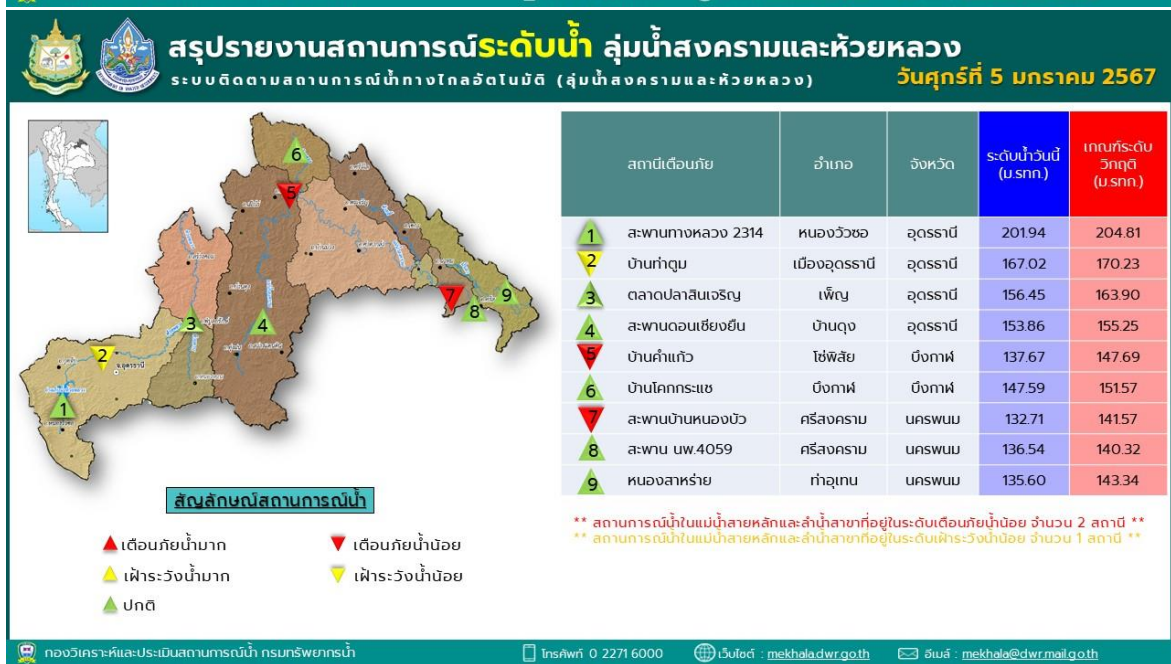 สรุปรายงานสถานการณ์ระดับน้ำ ลุ่มน้ำสงครามและห้วยหลวง
ระบบติดตามสถานการณ์น้ำทางไกลอัตโนมัติ (ลุ่มน้ำสงครามและห้วยหลวง)
วันศุกร์ที่ 5 มกราคม 2567
สถานีเตือนภัย อำเภอ จังหวัด ระดับน้ำวันนี้ (ม.รทก.) เกณฑ์ระดับวิกฤติ (ม.รทก.)
1 สะพานทางหลวง 2314 หนองวัวซอ อุดรธานี 201.94 204.81
2 บ้านท่าตูม เมืองอุดรธานี อุดรธานี 167.02 170.23
3 ตลาดปลาสินเจริญ เพ็ญ อุดรธานี 156.45 163.90
4 สะพานดอนเชียงยืน บ้านดุง อุดรธานี 153.86 155.25
5 บ้านคำแก้ว โซ่พิสัย บึงกาฬ 137.67 147.69
6 บ้านโคกกระแซ บึงกาฬ บึงกาฬ 147.59 151.57
7 สะพานบ้านหนองบัว ศรีสงคราม นครพนม 132.71 141.57
8 สะพาน นพ.4059 ศรีสงคราม นครพนม 136.54 140.32
9 หนองสาหร่าย ท่าอุเทน นครพนม 135.60 143.34
** สถานการณ์น้ำในแม่น้ำสายหลักและลำน้ำสาขาที่อยู่ในระดับเตือนภัยน้ำน้อย จำนวน 2 สถานี **
** สถานการณ์น้ำในแม่น้ำสายหลักและลำน้ำสาขาที่อยู่ในระดับเฝ้าระวังน้ำน้อย จำนวน 1 สถานี **
6
5
7
9
8
3
4
2
อ.อุดรธานี
1
สัญลักษณ์สถานการณ์น้ำ
เตือนภัยน้ำมาก
เตือนภัยน้ำน้อย
เฝ้าระวังน้ำมาก
เฝ้าระวังน้ำน้อย
ปกติ
กองวิเคราะห์และประเมินสถานการณ์น้ำ กรมทรัพยากรน้ำ
โทรศัพท์ 0 2271 6000
เว็บไซต์ : mekhala.dwr.go.th
อีเมล์ : mekhala@dwr.mail.go.th